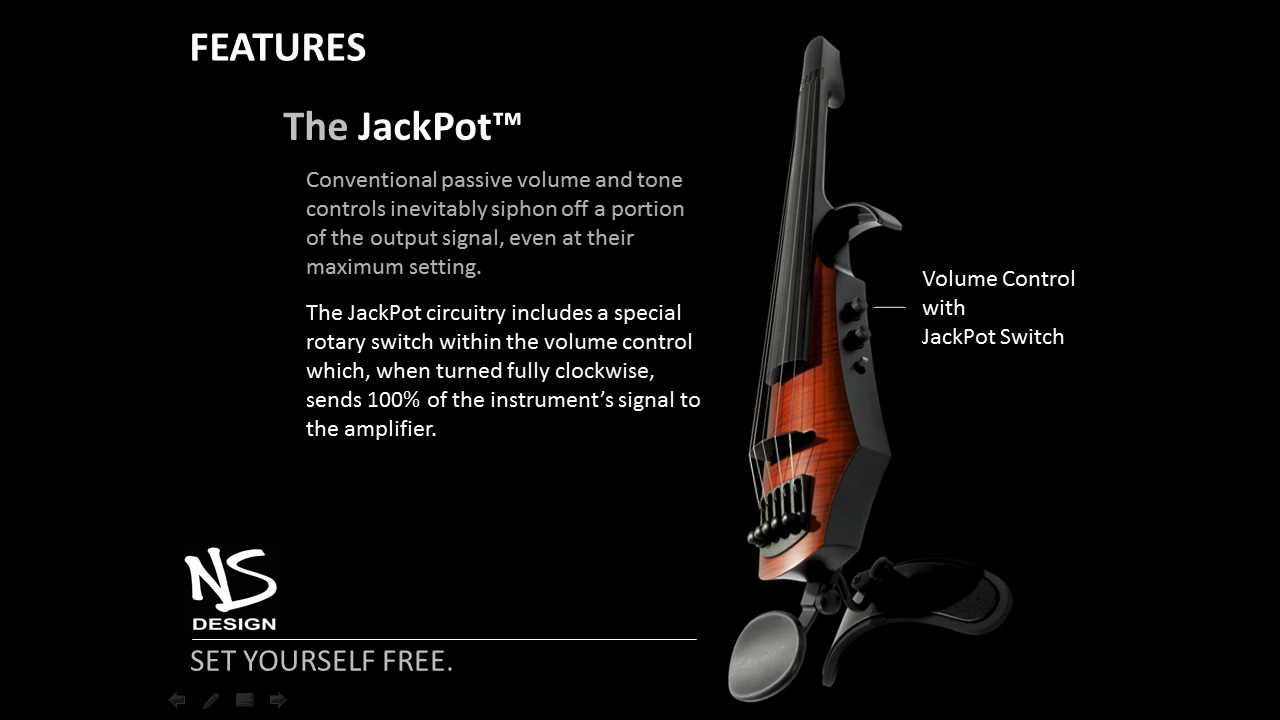 FEATURES
The JackPot™
Conventional passive volume and tone
controls inevitably siphon off a portion
of the output signal, even at their
maximum setting.
The JackPot circuitry includes a special
rotary switch within the volume control
which, when turned fully clockwise,
sends 100% of the instrument’s signal to
the amplifier.
Volume Control
with
JackPot Switch
NS
DESIGN
SET YOURSELF FREE.